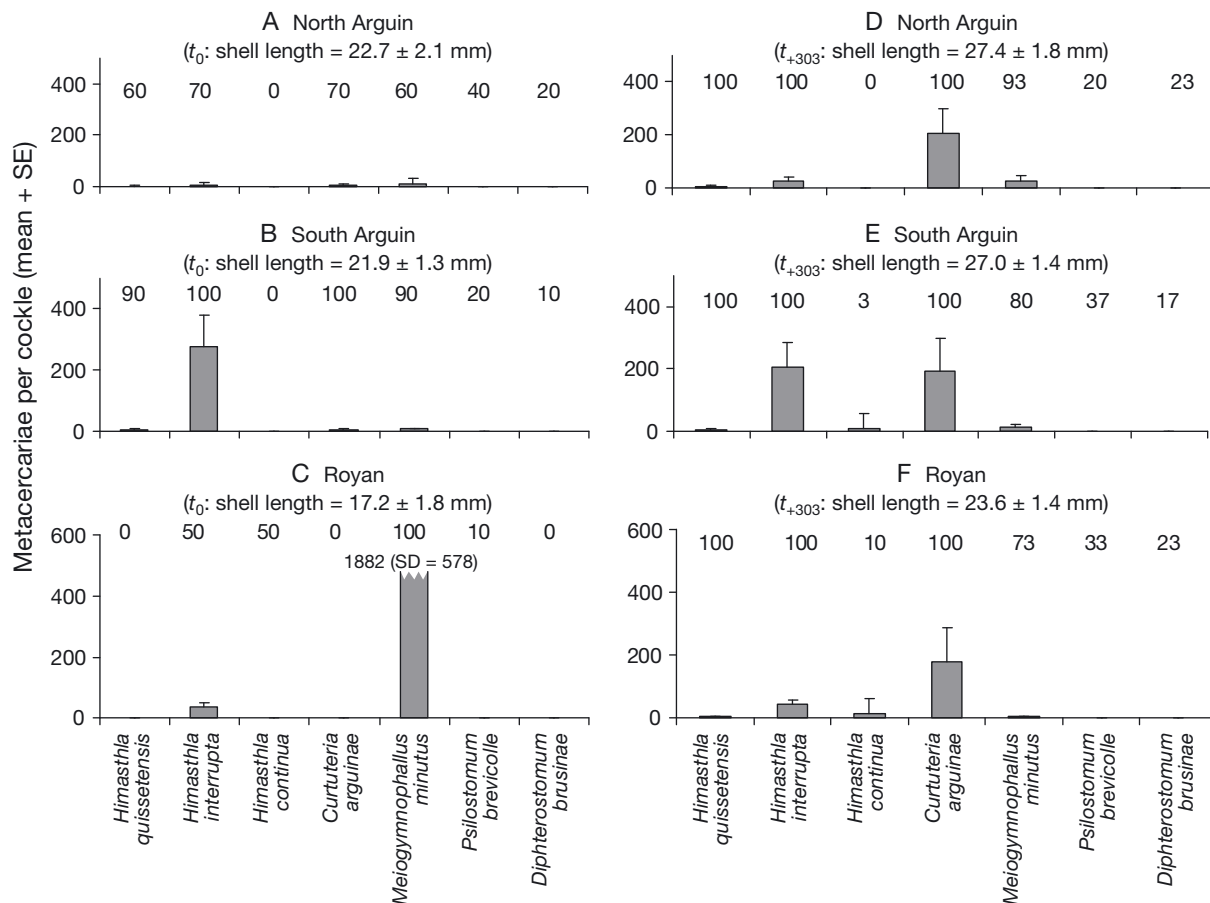 Metacercariae per cockle (mean + SE)
A North Arguin
(t0: shell length = 22.7 ± 2.1 mm)
400
200
0
60 70 0 70 60 40 20
B South Arguin
(t0: shell length = 21.9 ± 1.3 mm)
400
200
0
90 100 0 100 90 20 10
C Royan
(t0: shell length = 17.2 ± 1.8 mm)
600
400
200
0
0 50 50 0 100 10 0
1882 (SD = 578)
Himasthla
quissetensis
Himasthla
interrupta
Himasthla
continua
Curtuteria
arguinae
Meiogymnophallus
minutus
Psilostomum
brevicolle
Diphterostomum
brusinae
D North Arguin
(t+303: shell length = 27.4 ± 1.8 mm)
400
200
0
100 100 0 100 93 20 23
E South Arguin
(t+303: shell length = 27.0 ± 1.4 mm)
400
200
0
100 100 3 100 80 37 17
F Royan
(t+303: shell length = 23.6 ± 1.4 mm)
600
400
200
0
100 100 10 100 73 33 23
Himasthla
quissetensis
Himasthla
interrupta
Himasthla
continua
Curtuteria
arguinae
Meiogymnophallus
minutus
Psilostomum
brevicolle
Diphterostomum
brusinae